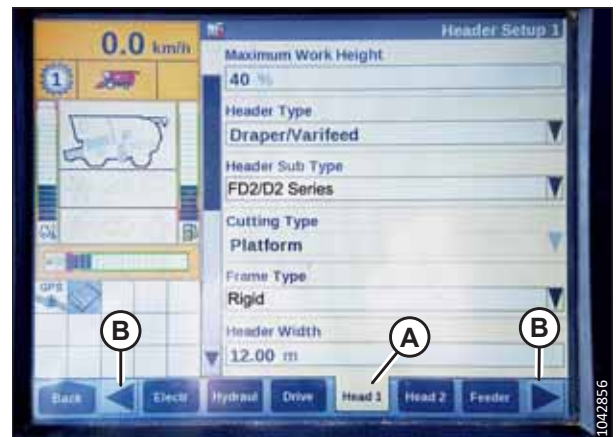 0.0 km/h
Header Setup 1
1
Maximum Work Height
40 %
Header Type
Draper/Varifeed
Header Sub Type
FD2/D2 Series
Cutting Type
Platform
Frame Type
Rigid
Header Width
12.00 m
GPS
B
A
B
Back
Electr
Hydraul
Drive
Head 1
Head 2
Feeder
1042856